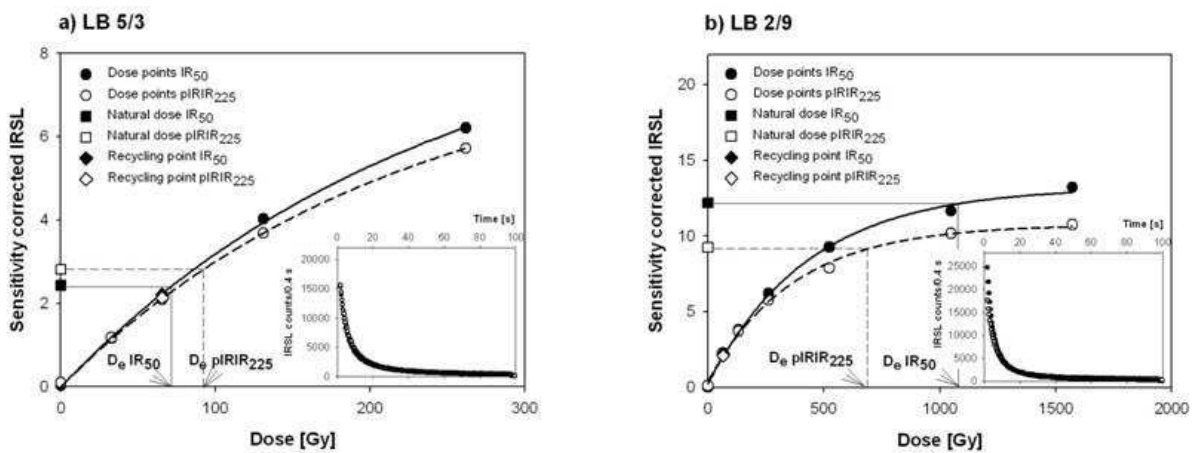 a) LB 5/3
Sensitivity corrected IRSL
8
6
4
2
0
Dose points IR50
Dose points pIRIR225
Natural dose IR50
Natural dose pIRIR225
Recycling point IR50
Recycling point pIRIR225
Time [s]
0 20 40 60 80 100
IRSL counts/0.4 s
20000
15000
10000
5000
0
De IR50
De pIRIR225
0 100 200 300
Dose [Gy]
b) LB 2/9
Sensitivity corrected IRSL
20
15
10
5
0
Dose points IR50
Dose points pIRIR225
Natural dose IR50
Natural dose pIRIR225
Recycling point IR50
Recycling point pIRIR225
Time [s]
0 20 40 60 80 100
IRSL counts/0.4 s
25000
20000
15000
10000
5000
0
De pIRIR225
De IR50
0 500 1000 1500 2000
Dose [Gy]